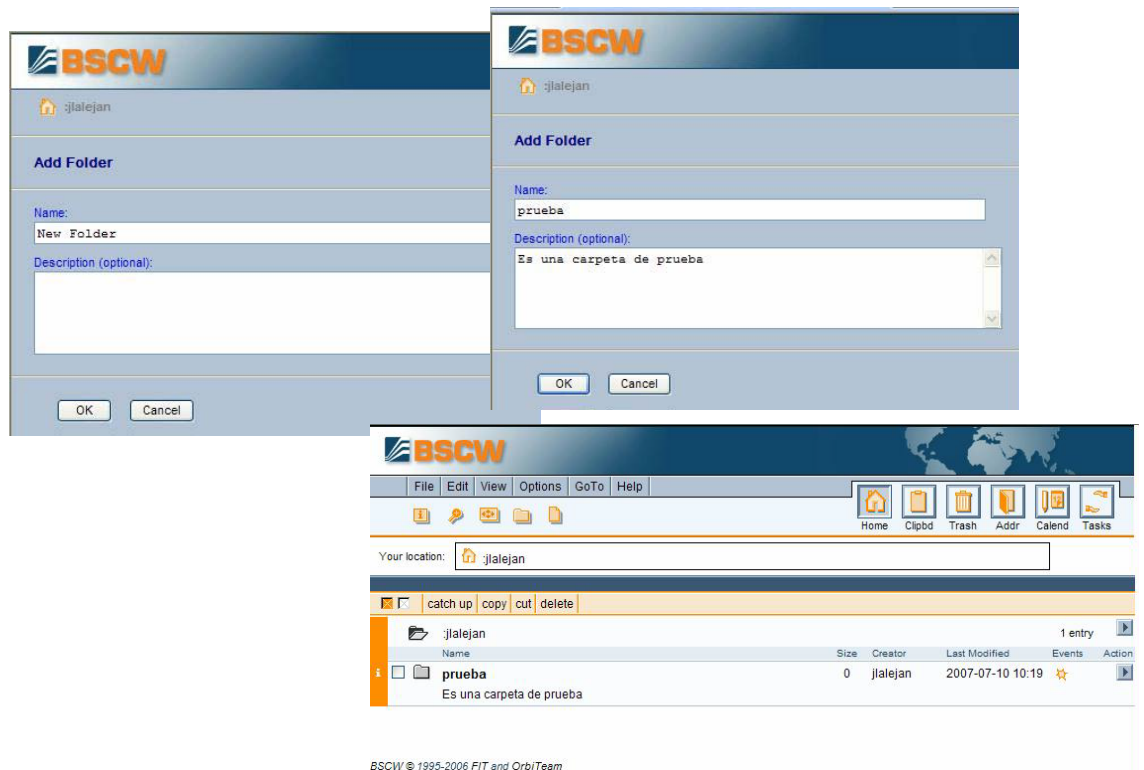 BSCW
:jlalejan
Add Folder
Name:
New Folder
Description (optional):
OK Cancel
BSCW
:jlalejan
Add Folder
Name:
prueba
Description (optional):
Es una carpeta de prueba
OK Cancel
BSCW
File Edit View Options GoTo Help
Home Clipbd Trash Addr Calend Tasks
Your location: :jlalejan
catch up copy cut delete
:jlalejan 1 entry
Name Size Creator Last Modified Events Action
prueba 0 jlalejan 2007-07-10 10:19
Es una carpeta de prueba
BSCW © 1995-2006 FIT and OrbiTeam